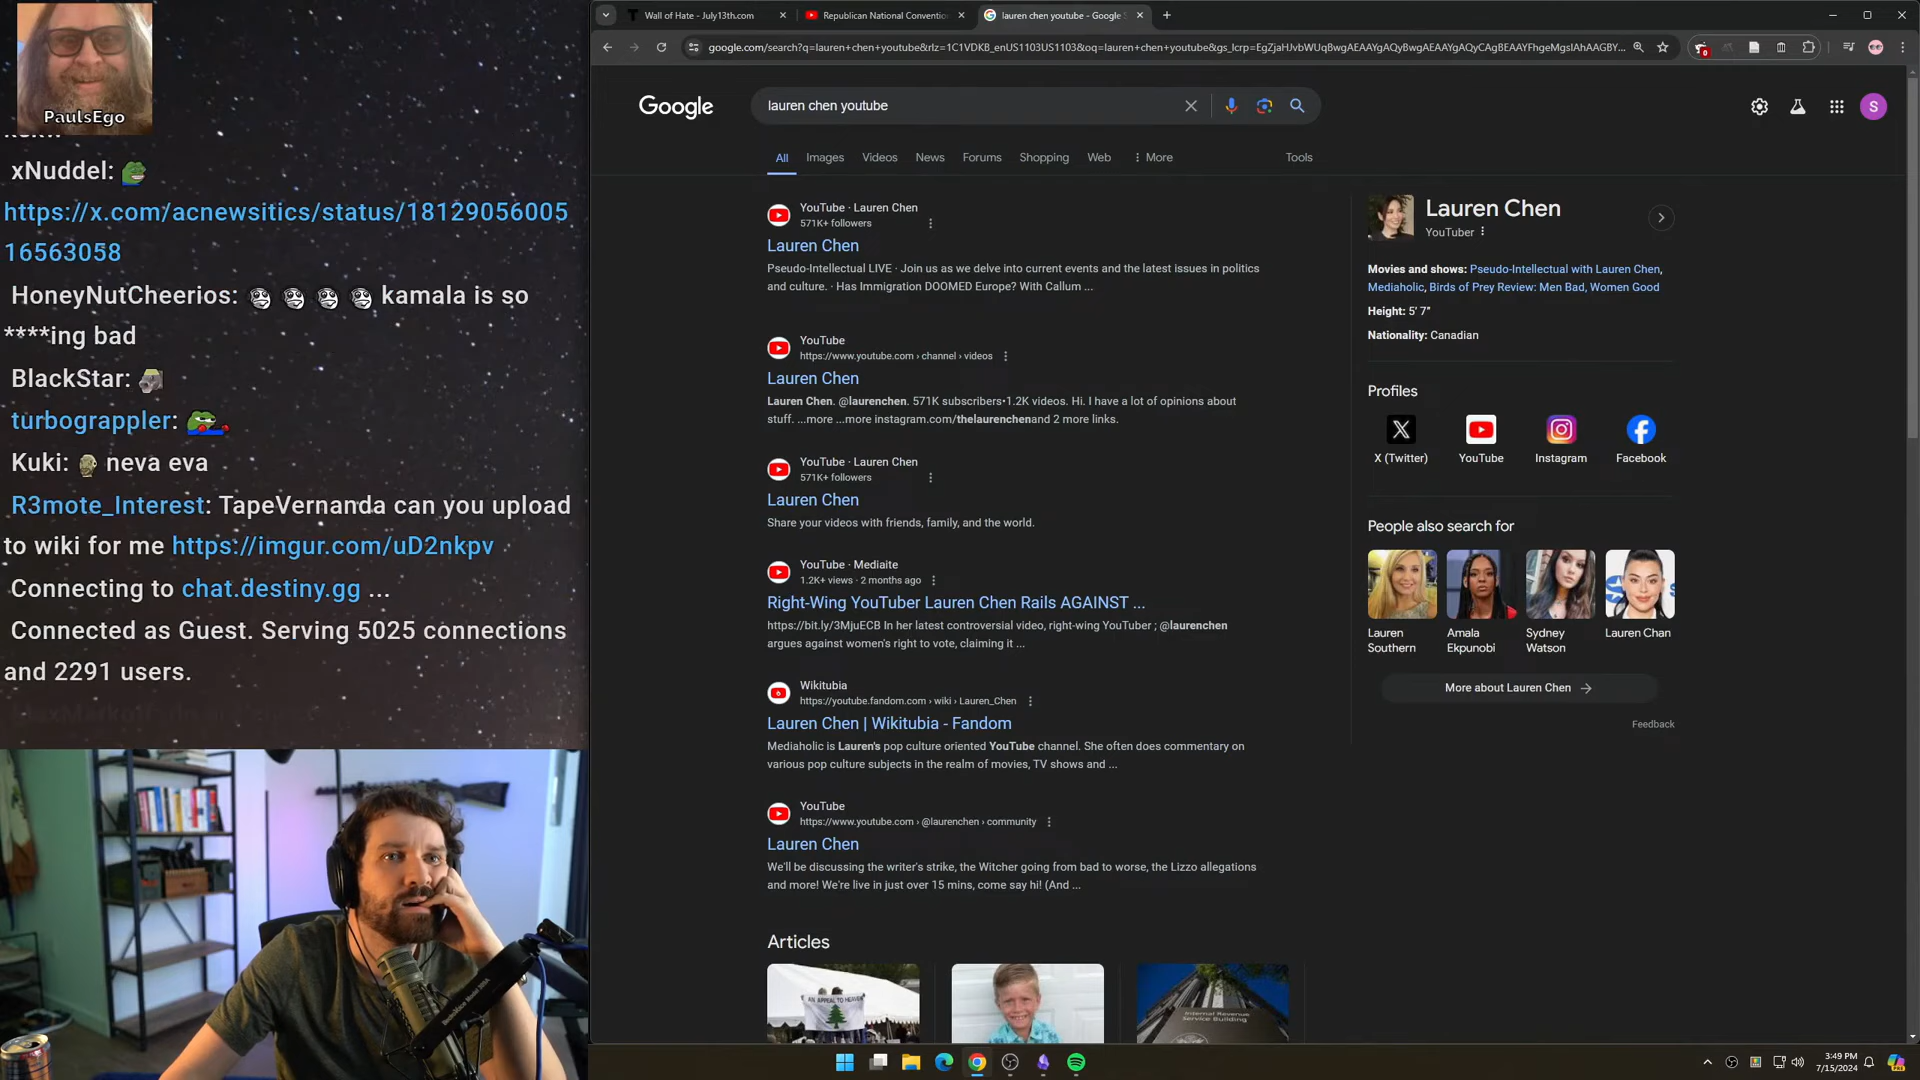 PaulsEgo
xNuddel:
https://x.com/acnewsitics/status/18129056005
16563058
HoneyNutCheerios: kamala is so
****ing bad
BlackStar:
turbograppler:
Kuki: neva eva
R3mote_Interest: TapeVernanda can you upload
to wiki for me https://imgur.com/uD2nkpv
Connecting to chat.destiny.gg ...
Connected as Guest. Serving 5025 connections
and 2291 users.
Wall of Hate - July13th.com
Republican National Conventio
lauren chen youtube - Google S
google.com/search?q=lauren+chen+youtube&rlz=1C1VDKB_enUS1103US1103&oq=lauren+chen+youtube&gs_lcrp=EgZjaHJvbWUqBwgAEAAYgAQyBwgAEAAYgAQyCAgBEAAYFhgeMgsIAhAAGBY...
0
Google
lauren chen youtube
S
All Images Videos News Forums Shopping Web More Tools
YouTube · Lauren Chen
571K+ followers
Lauren Chen
Pseudo-Intellectual LIVE · Join us as we delve into current events and the latest issues in politics
and culture. · Has Immigration DOOMED Europe? With Callum ...
YouTube
https://www.youtube.com › channel › videos
Lauren Chen
Lauren Chen. @laurenchen. 571K subscribers•1.2K videos. Hi. I have a lot of opinions about
stuff. ...more ...more instagram.com/thelaurenchenand 2 more links.
YouTube · Lauren Chen
571K+ followers
Lauren Chen
Share your videos with friends, family, and the world.
YouTube · Mediaite
1.2K+ views · 2 months ago
Right-Wing YouTuber Lauren Chen Rails AGAINST ...
https://bit.ly/3MjuECB In her latest controversial video, right-wing YouTuber ; @laurenchen
argues against women's right to vote, claiming it ...
Wikitubia
https://youtube.fandom.com › wiki › Lauren_Chen
Lauren Chen | Wikitubia - Fandom
Mediaholic is Lauren's pop culture oriented YouTube channel. She often does commentary on
various pop culture subjects in the realm of movies, TV shows and ...
YouTube
https://www.youtube.com › @laurenchen › community
Lauren Chen
We'll be discussing the writer's strike, the Witcher going from bad to worse, the Lizzo allegations
and more! We're live in just over 15 mins, come say hi! (And ...
Articles
AN APPEAL TO HEAVEN
Internal Revenue
Service Building
Lauren Chen
YouTuber
Movies and shows: Pseudo-Intellectual with Lauren Chen,
Mediaholic, Birds of Prey Review: Men Bad, Women Good
Height: 5′ 7″
Nationality: Canadian
Profiles
X (Twitter) YouTube Instagram Facebook
People also search for
Lauren
Southern
Amala
Ekpunobi
Sydney
Watson
Lauren Chan
More about Lauren Chen
Feedback
3:49 PM
7/15/2024